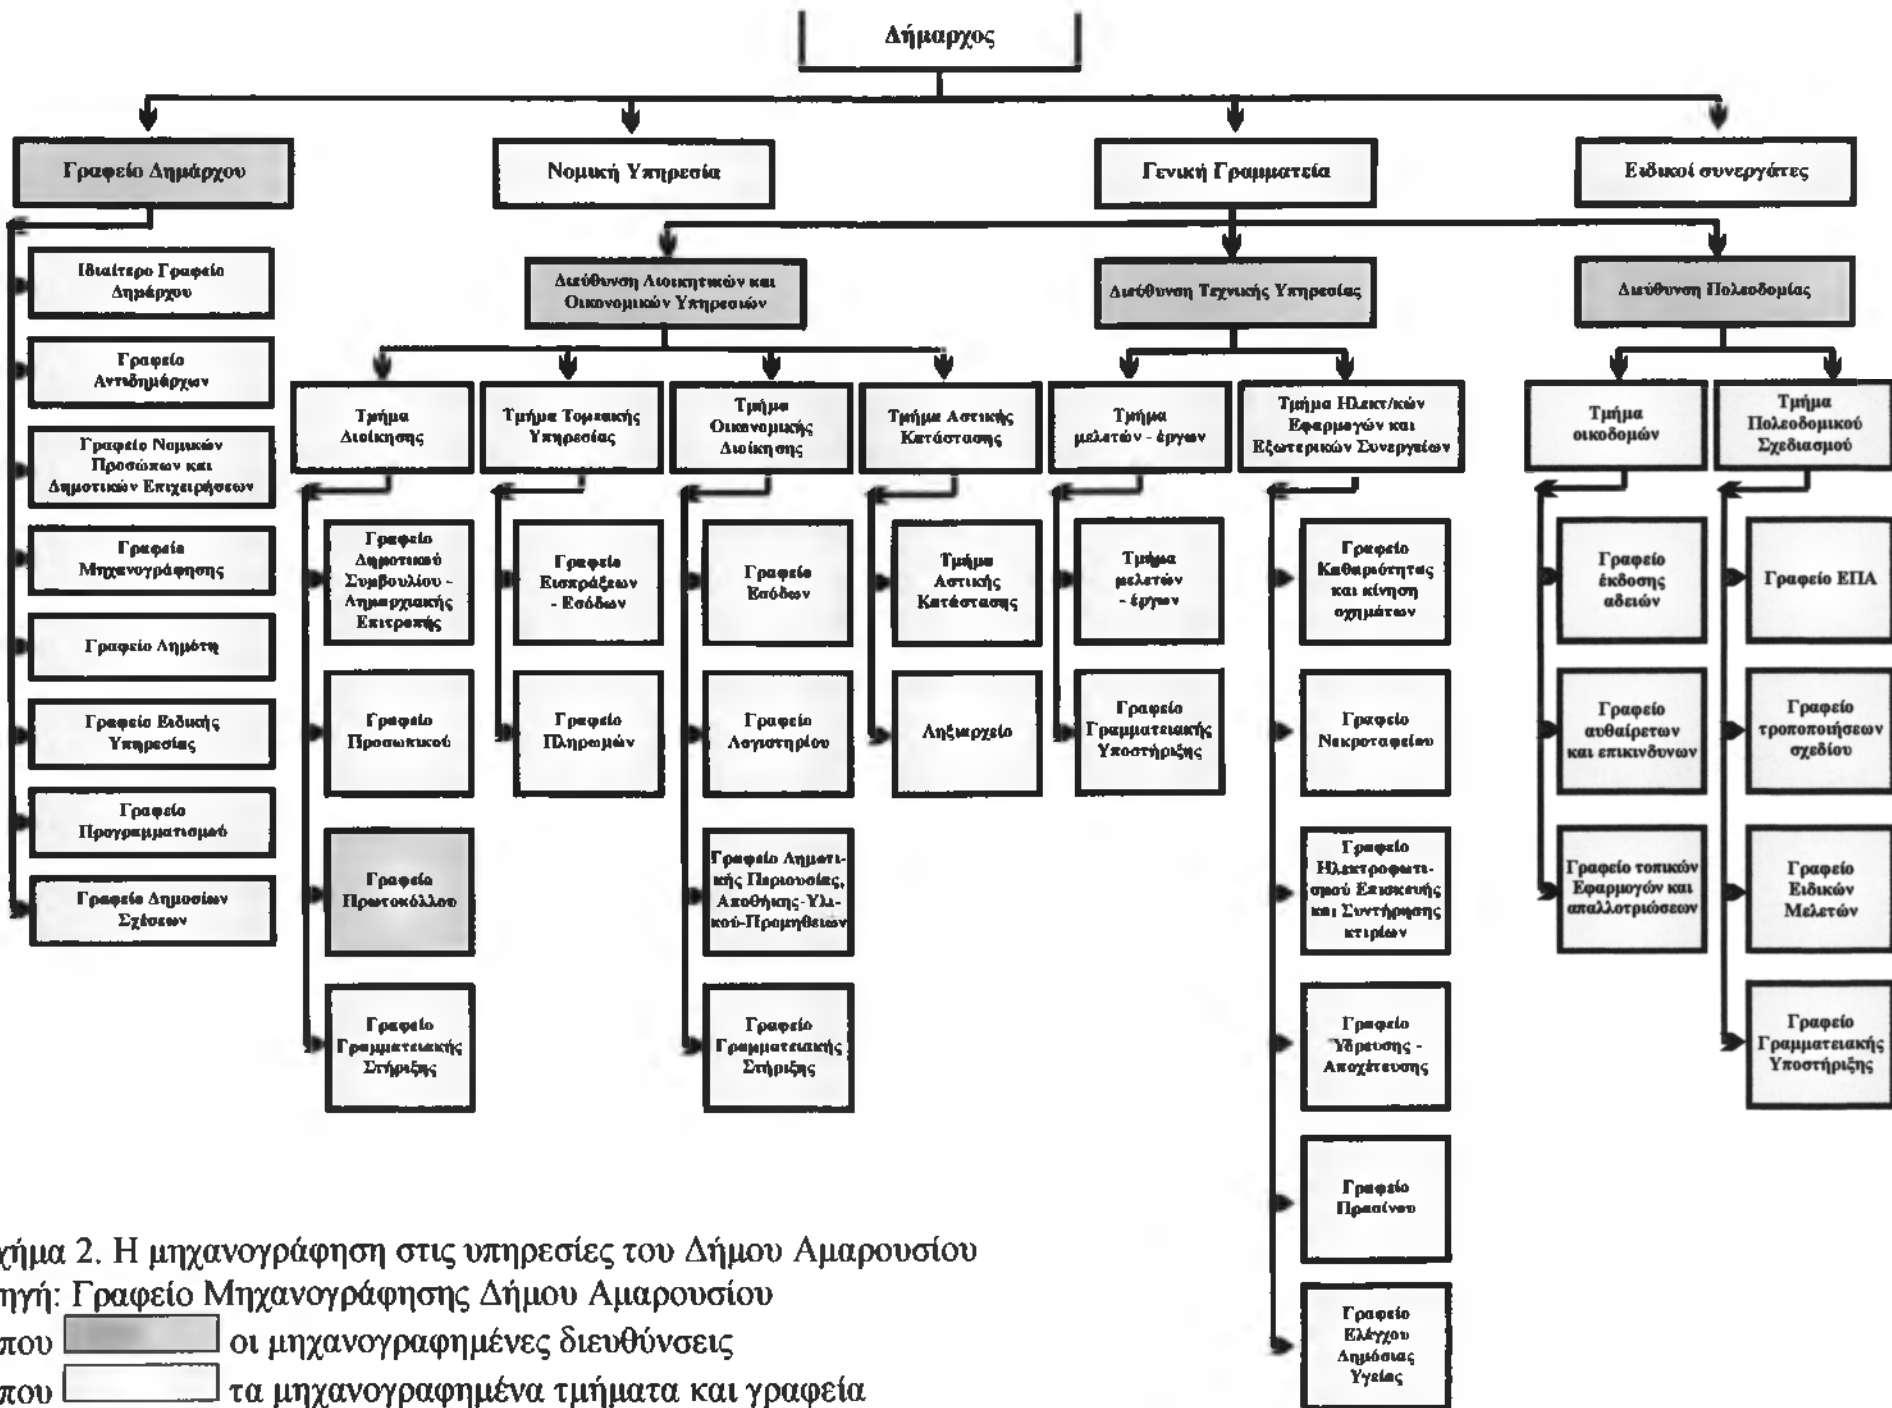 Δήμαρχος
Γραφείο Δημάρχου
Νομική Υπηρεσία
Γενική Γραμματεία
Ειδικοί συνεργάτες
Ιδιαίτερο Γραφείο
Δημάρχου
Γραφείο
Αντιδημάρχων
Γραφείο Νομικών
Προσώπων και
Δημοτικών Επιχειρήσεων
Γραφείο
Μηχανογράφησης
Γραφείο Δημότη
Γραφείο Ειδικής
Υπηρεσίας
Γραφείο
Προγραμματισμού
Γραφείο Δημοσίων
Σχέσεων
Διεύθυνση Διοικητικών και
Οικονομικών Υπηρεσιών
Διεύθυνση Τεχνικής Υπηρεσίας
Διεύθυνση Πολεοδομίας
Τμήμα
Διοίκησης
Τμήμα Ταμειακής
Υπηρεσίας
Τμήμα
Οικονομικής
Διοίκησης
Τμήμα Αστικής
Κατάστασης
Τμήμα
μελετών - έργων
Τμήμα Ηλεκτ/κών
Εφαρμογών και
Εξωτερικών Συνεργείων
Τμήμα
οικοδομών
Τμήμα
Πολεοδομικού
Σχεδιασμού
Γραφείο
Δημοτικού
Συμβουλίου -
Δημαρχιακής
Επιτροπής
Γραφείο
Προσωπικού
Γραφείο
Πρωτοκόλλου
Γραφείο
Γραμματειακής
Στήριξης
Γραφείο
Εισπράξεων
- Εσόδων
Γραφείο
Πληρωμών
Γραφείο
Εσόδων
Γραφείο
Λογιστηρίου
Γραφείο Δημοτι-
κής Περιουσίας,
Αποθήκης-Υλι-
κού-Προμηθειών
Γραφείο
Γραμματειακής
Στήριξης
Τμήμα
Αστικής
Κατάστασης
Ληξιαρχείο
Τμήμα
μελετών
- έργων
Γραφείο
Γραμματειακής
Υποστήριξης
Γραφείο
Καθαριότητας
και κίνηση
οχημάτων
Γραφείο
Νεκροταφείου
Γραφείο
Ηλεκτροφωτι-
σμού Επισκευής
και Συντήρησης
κτιρίων
Γραφείο
Ύδρευσης -
Αποχέτευσης
Γραφείο
Πρασίνου
Γραφείο
Ελέγχου
Δημόσιας
Υγείας
Γραφείο
έκδοσης
αδειών
Γραφείο
αυθαίρετων
και επικινδυνων
Γραφείο τοπικών
Εφαρμογών και
απαλλοτριώσεων
Γραφείο ΕΠΑ
Γραφείο
τροποποιήσεων
σχεδίου
Γραφείο
Ειδικών
Μελετών
Γραφείο
Γραμματειακής
Υποστήριξης
χήμα 2. Η μηχανογράφηση στις υπηρεσίες του Δήμου Αμαρουσίου
ηγή: Γραφείο Μηχανογράφησης Δήμου Αμαρουσίου
που οι μηχανογραφημένες διευθύνσεις
που τα μηχανογραφημένα τμήματα και γραφεία